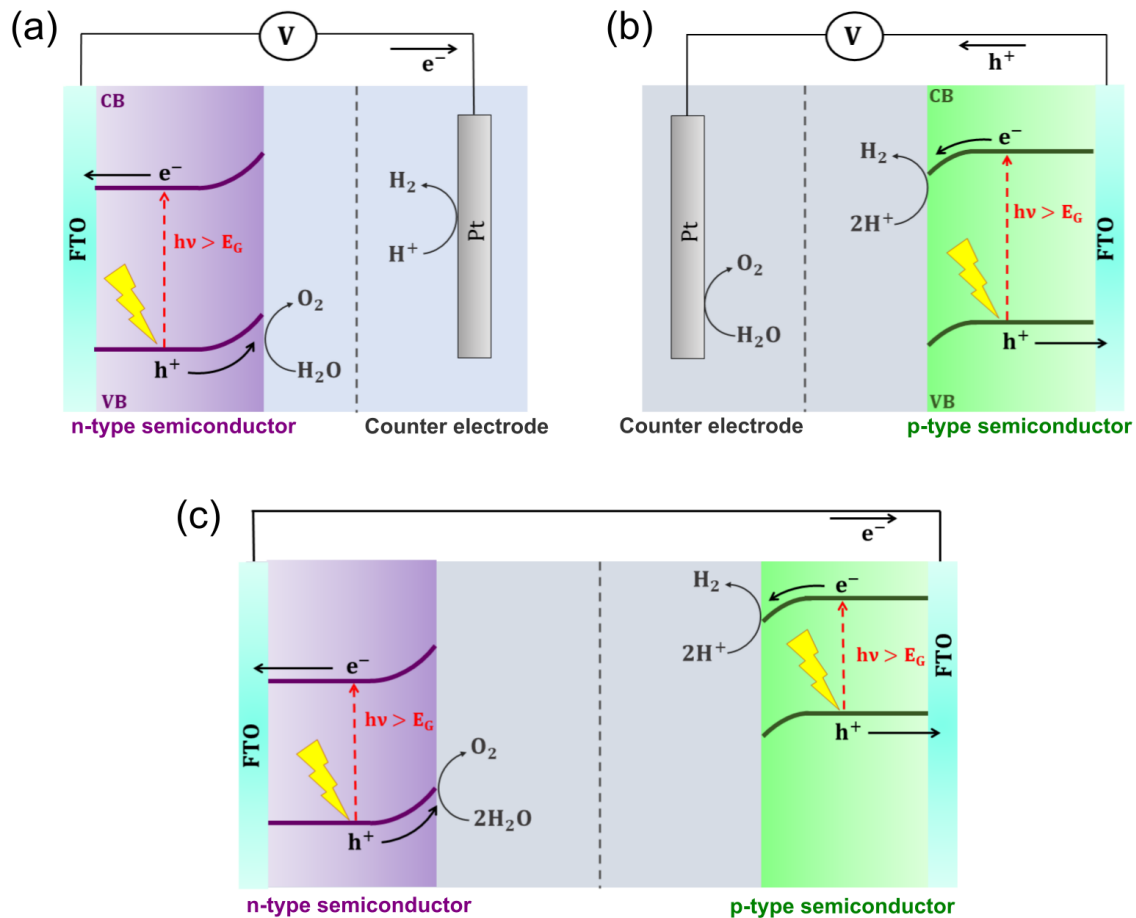 (a)
V
e⁻
CB
FTO
e⁻
hν > E_G
h⁺
VB
O₂
H₂O
H₂
H⁺
Pt
n-type semiconductor
Counter electrode
(b)
V
h⁺
Pt
O₂
H₂O
H₂
2H⁺
CB
e⁻
hν > E_G
h⁺
VB
FTO
Counter electrode
p-type semiconductor
(c)
e⁻
FTO
e⁻
hν > E_G
h⁺
O₂
2H₂O
H₂
2H⁺
e⁻
hν > E_G
h⁺
FTO
n-type semiconductor
p-type semiconductor